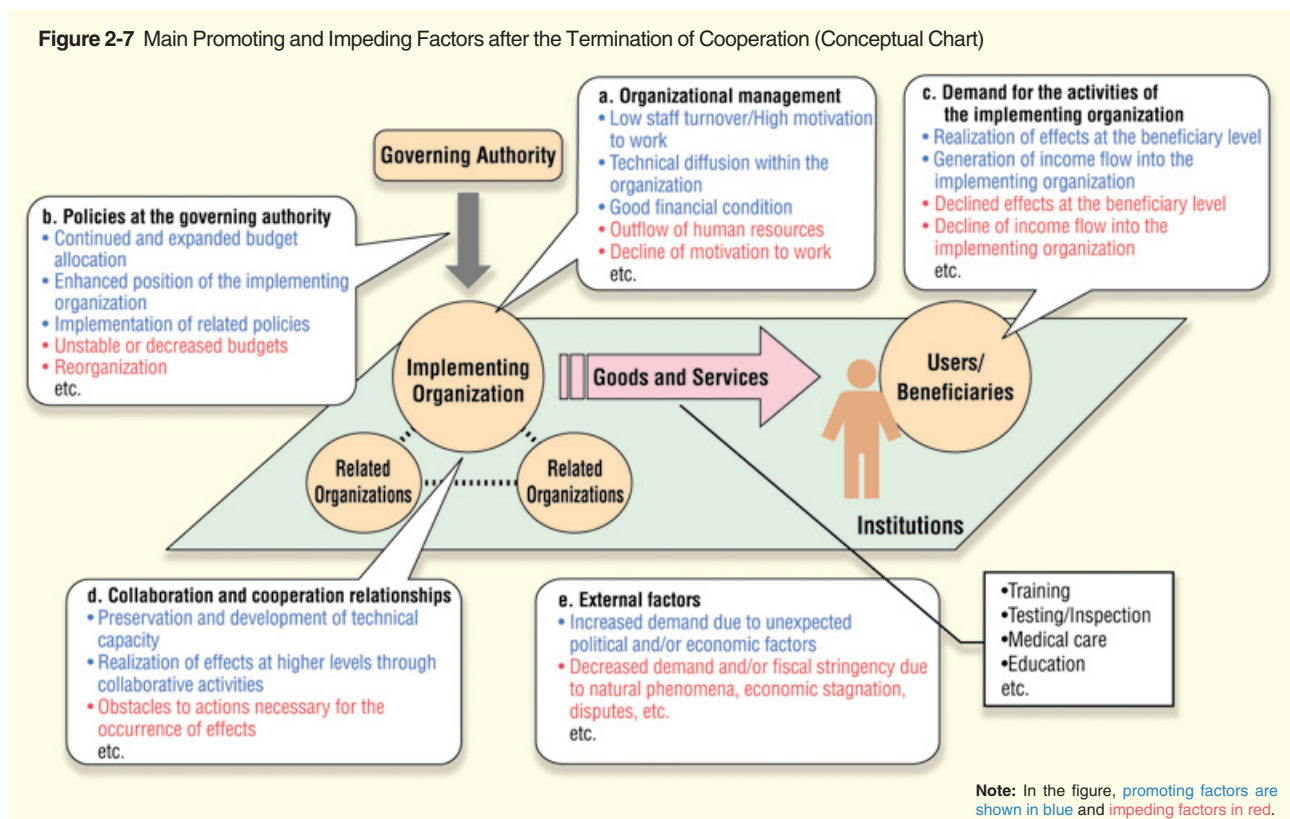 Figure 2-7 Main Promoting and Impeding Factors after the Termination of Cooperation (Conceptual Chart)
Governing Authority
a. Organizational management
• Low staff turnover/High motivation
to work
• Technical diffusion within the
organization
• Good financial condition
• Outflow of human resources
• Decline of motivation to work
etc.
c. Demand for the activities of
the implementing organization
• Realization of effects at the beneficiary level
• Generation of income flow into the
implementing organization
• Declined effects at the beneficiary level
• Decline of income flow into the
implementing organization
etc.
b. Policies at the governing authority
• Continued and expanded budget
allocation
• Enhanced position of the implementing
organization
• Implementation of related policies
• Unstable or decreased budgets
• Reorganization
etc.
Implementing
Organization
Goods and Services
Users/
Beneficiaries
Related
Organizations
Related
Organizations
Institutions
d. Collaboration and cooperation relationships
• Preservation and development of technical
capacity
• Realization of effects at higher levels through
collaborative activities
• Obstacles to actions necessary for the
occurrence of effects
etc.
e. External factors
• Increased demand due to unexpected
political and/or economic factors
• Decreased demand and/or fiscal stringency due
to natural phenomena, economic stagnation,
disputes, etc.
etc.
•Training
•Testing/Inspection
•Medical care
•Education
etc.
Note: In the figure, promoting factors are
shown in blue and impeding factors in red.